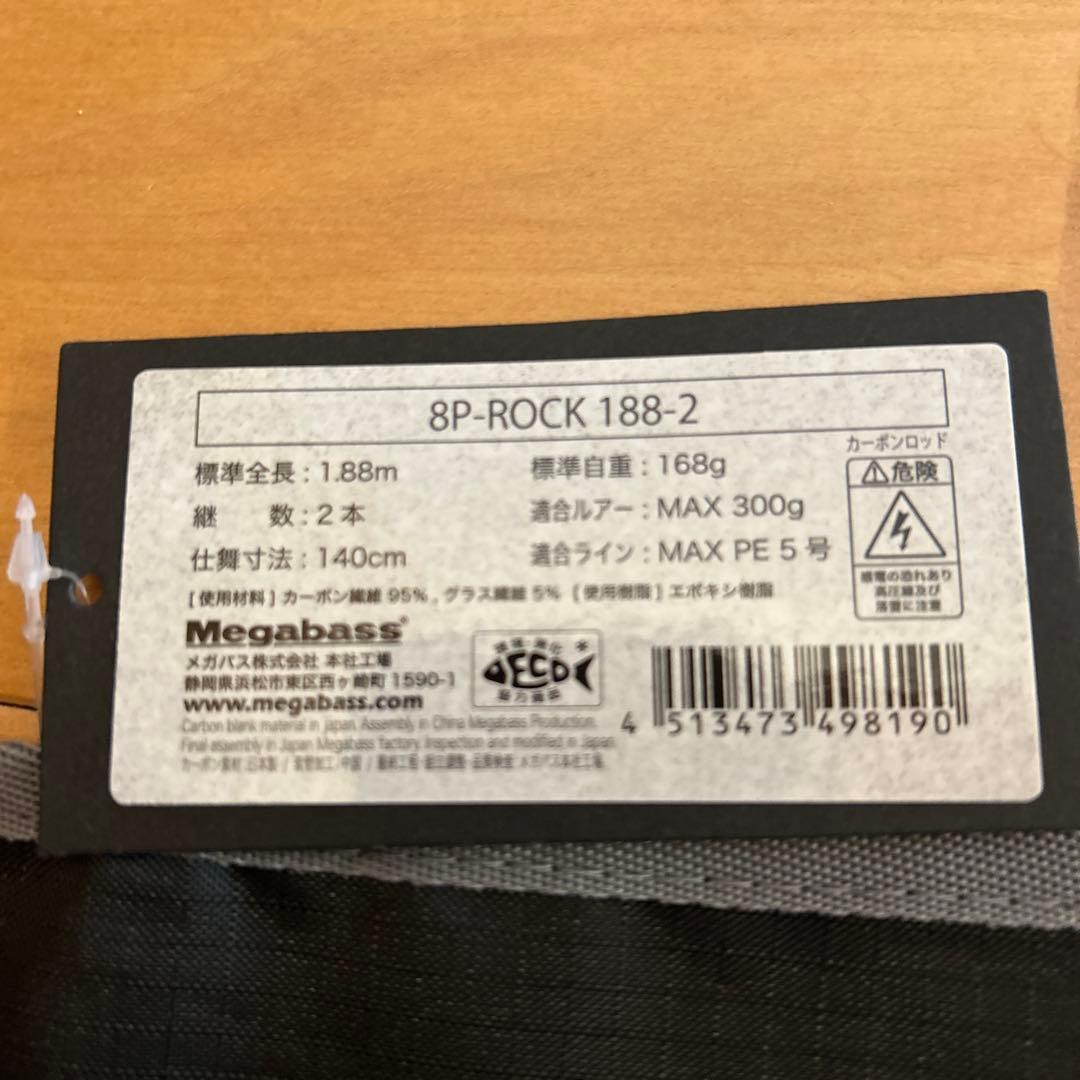 8P-ROCK 188-2
標準全長 : 1.88m
標準自重 : 168g
継　数 : 2 本
適合ルアー : MAX 300g
仕舞寸法 : 140cm
適合ライン : MAX PE 5 号
[使用材料] カーボン繊維 95% , グラス繊維 5% [使用樹脂] エポキシ樹脂
カーボンロッド
⚠危険
感電の恐れあり
高圧線及び
落雷に注意
Megabass®
メガバス株式会社 本社工場
静岡県浜松市東区西ヶ崎町 1590-1
www.megabass.com
ECO
4 513473 498190
Carbon blank material in Japan. Assembly in China Megabass Production.
Final assembly in Japan Megabass factory. Inspection and modified in Japan.